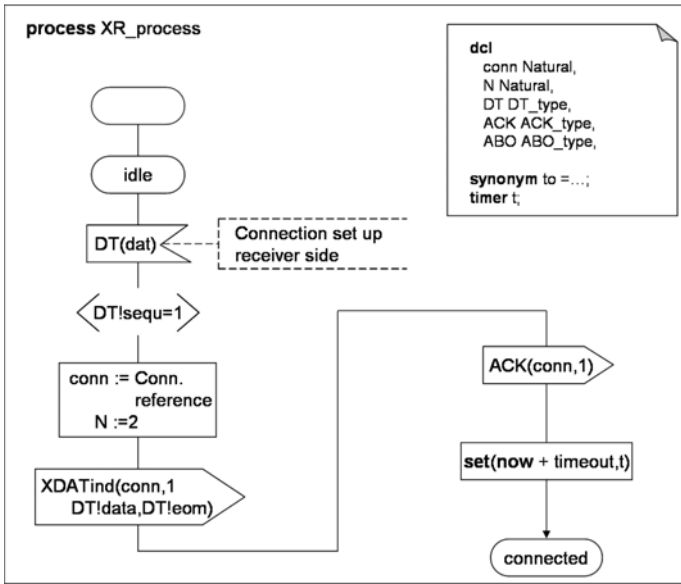 process XR_process
dcl
conn Natural,
N Natural,
DT DT_type,
ACK ACK_type,
ABO ABO_type,
synonym to =...;
timer t;
idle
DT(dat)
Connection set up
receiver side
DT!sequ=1
conn := Conn.
reference
N :=2
XDATind(conn,1
DT!data,DT!eom)
ACK(conn,1)
set(now + timeout,t)
connected